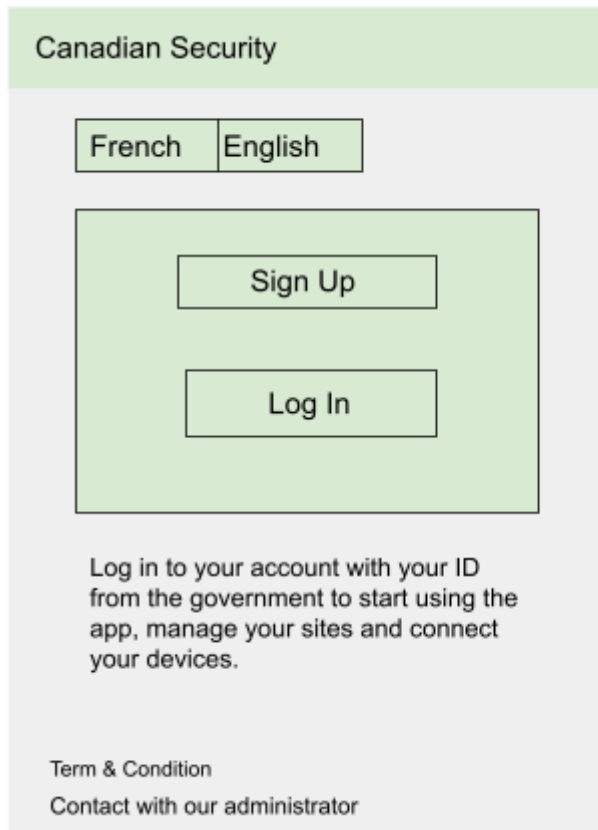 Canadian Security
French English
Sign Up
Log In
Log in to your account with your ID
from the government to start using the
app, manage your sites and connect
your devices.
Term & Condition
Contact with our administrator